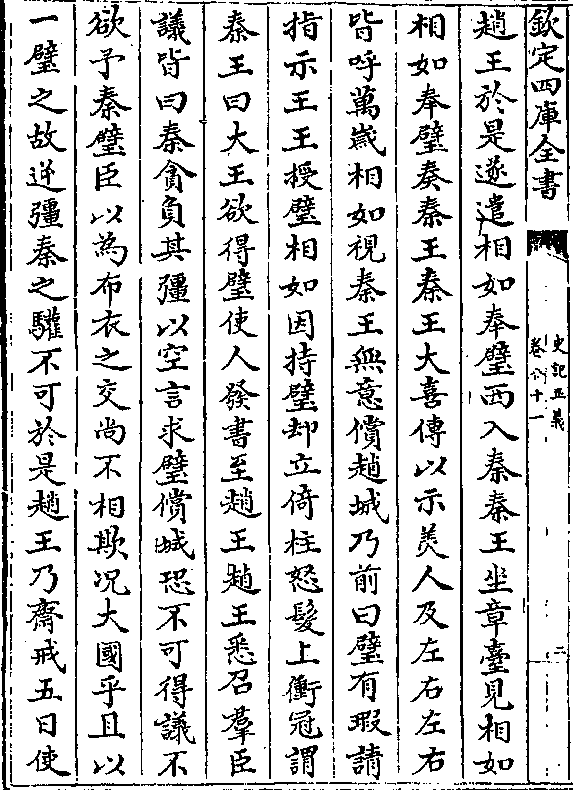 欽定四庫全書
史記正義
卷八十一
二
趙王於是遂遣相如奉璧西入秦秦王坐章臺見相如
相如奉璧奏秦王秦王大喜傳以示美人及左右左右
皆呼萬歲相如視秦王無意償趙城乃前曰璧有瑕請
指示王王授璧相如因持璧却立倚柱怒髮上衝冠謂
秦王曰大王欲得璧使人發書至趙王趙王悉召羣臣
議皆曰秦貪負其彊以空言求璧償城恐不可得議不
欲予秦璧臣以為布衣之交尚不相欺况大國乎且以
一璧之故逆彊秦之驩不可於是趙王乃齋戒五日使